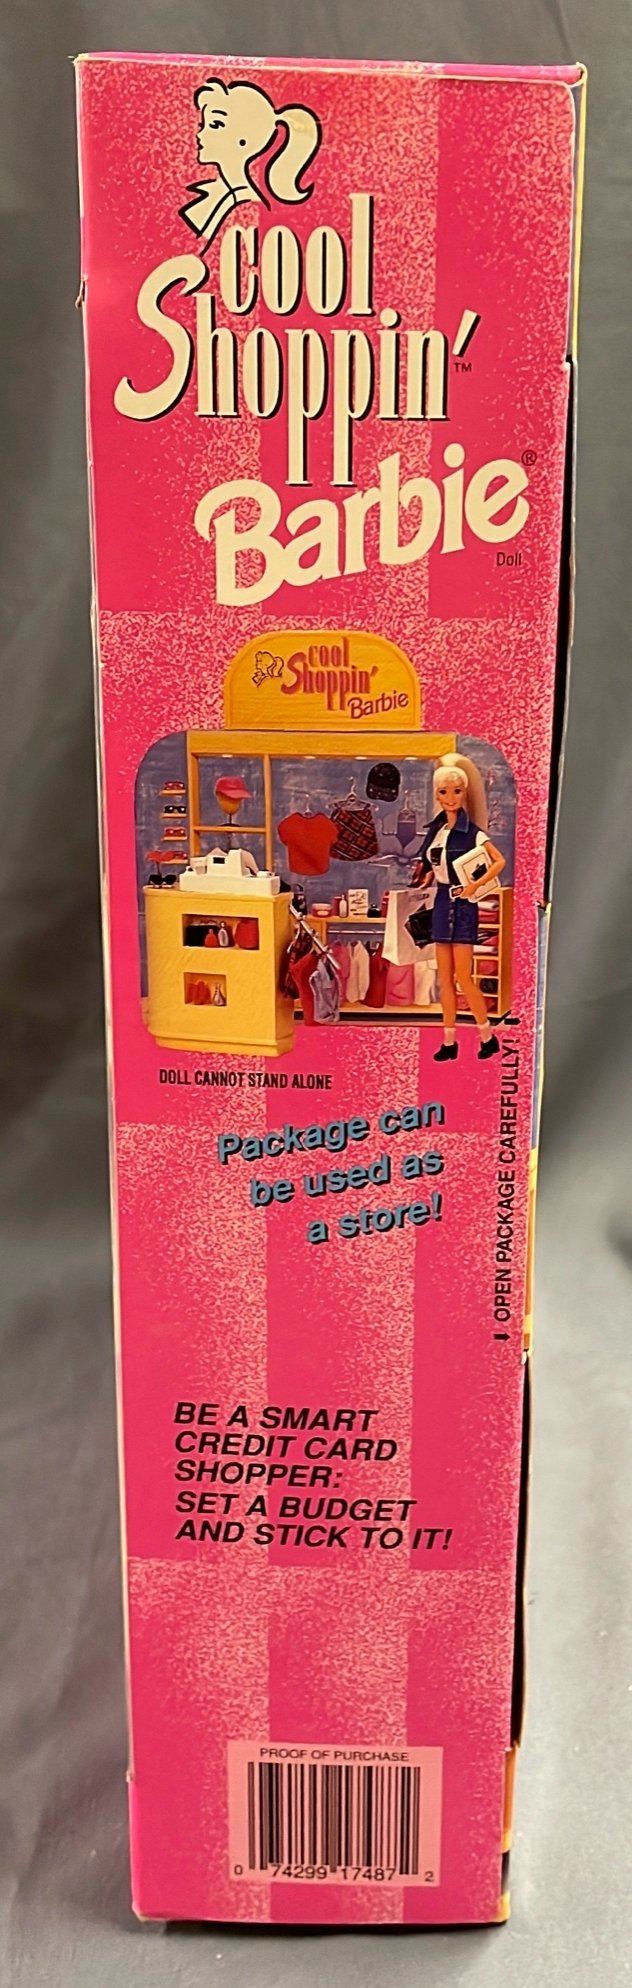 cool
Shoppin'™
Barbie®
Doll
cool
Shoppin'
Barbie
DOLL CANNOT STAND ALONE
Package can
be used as
a store!
OPEN PACKAGE CAREFULLY!
BE A SMART
CREDIT CARD
SHOPPER:
SET A BUDGET
AND STICK TO IT!
PROOF OF PURCHASE
0 74299 17487 2